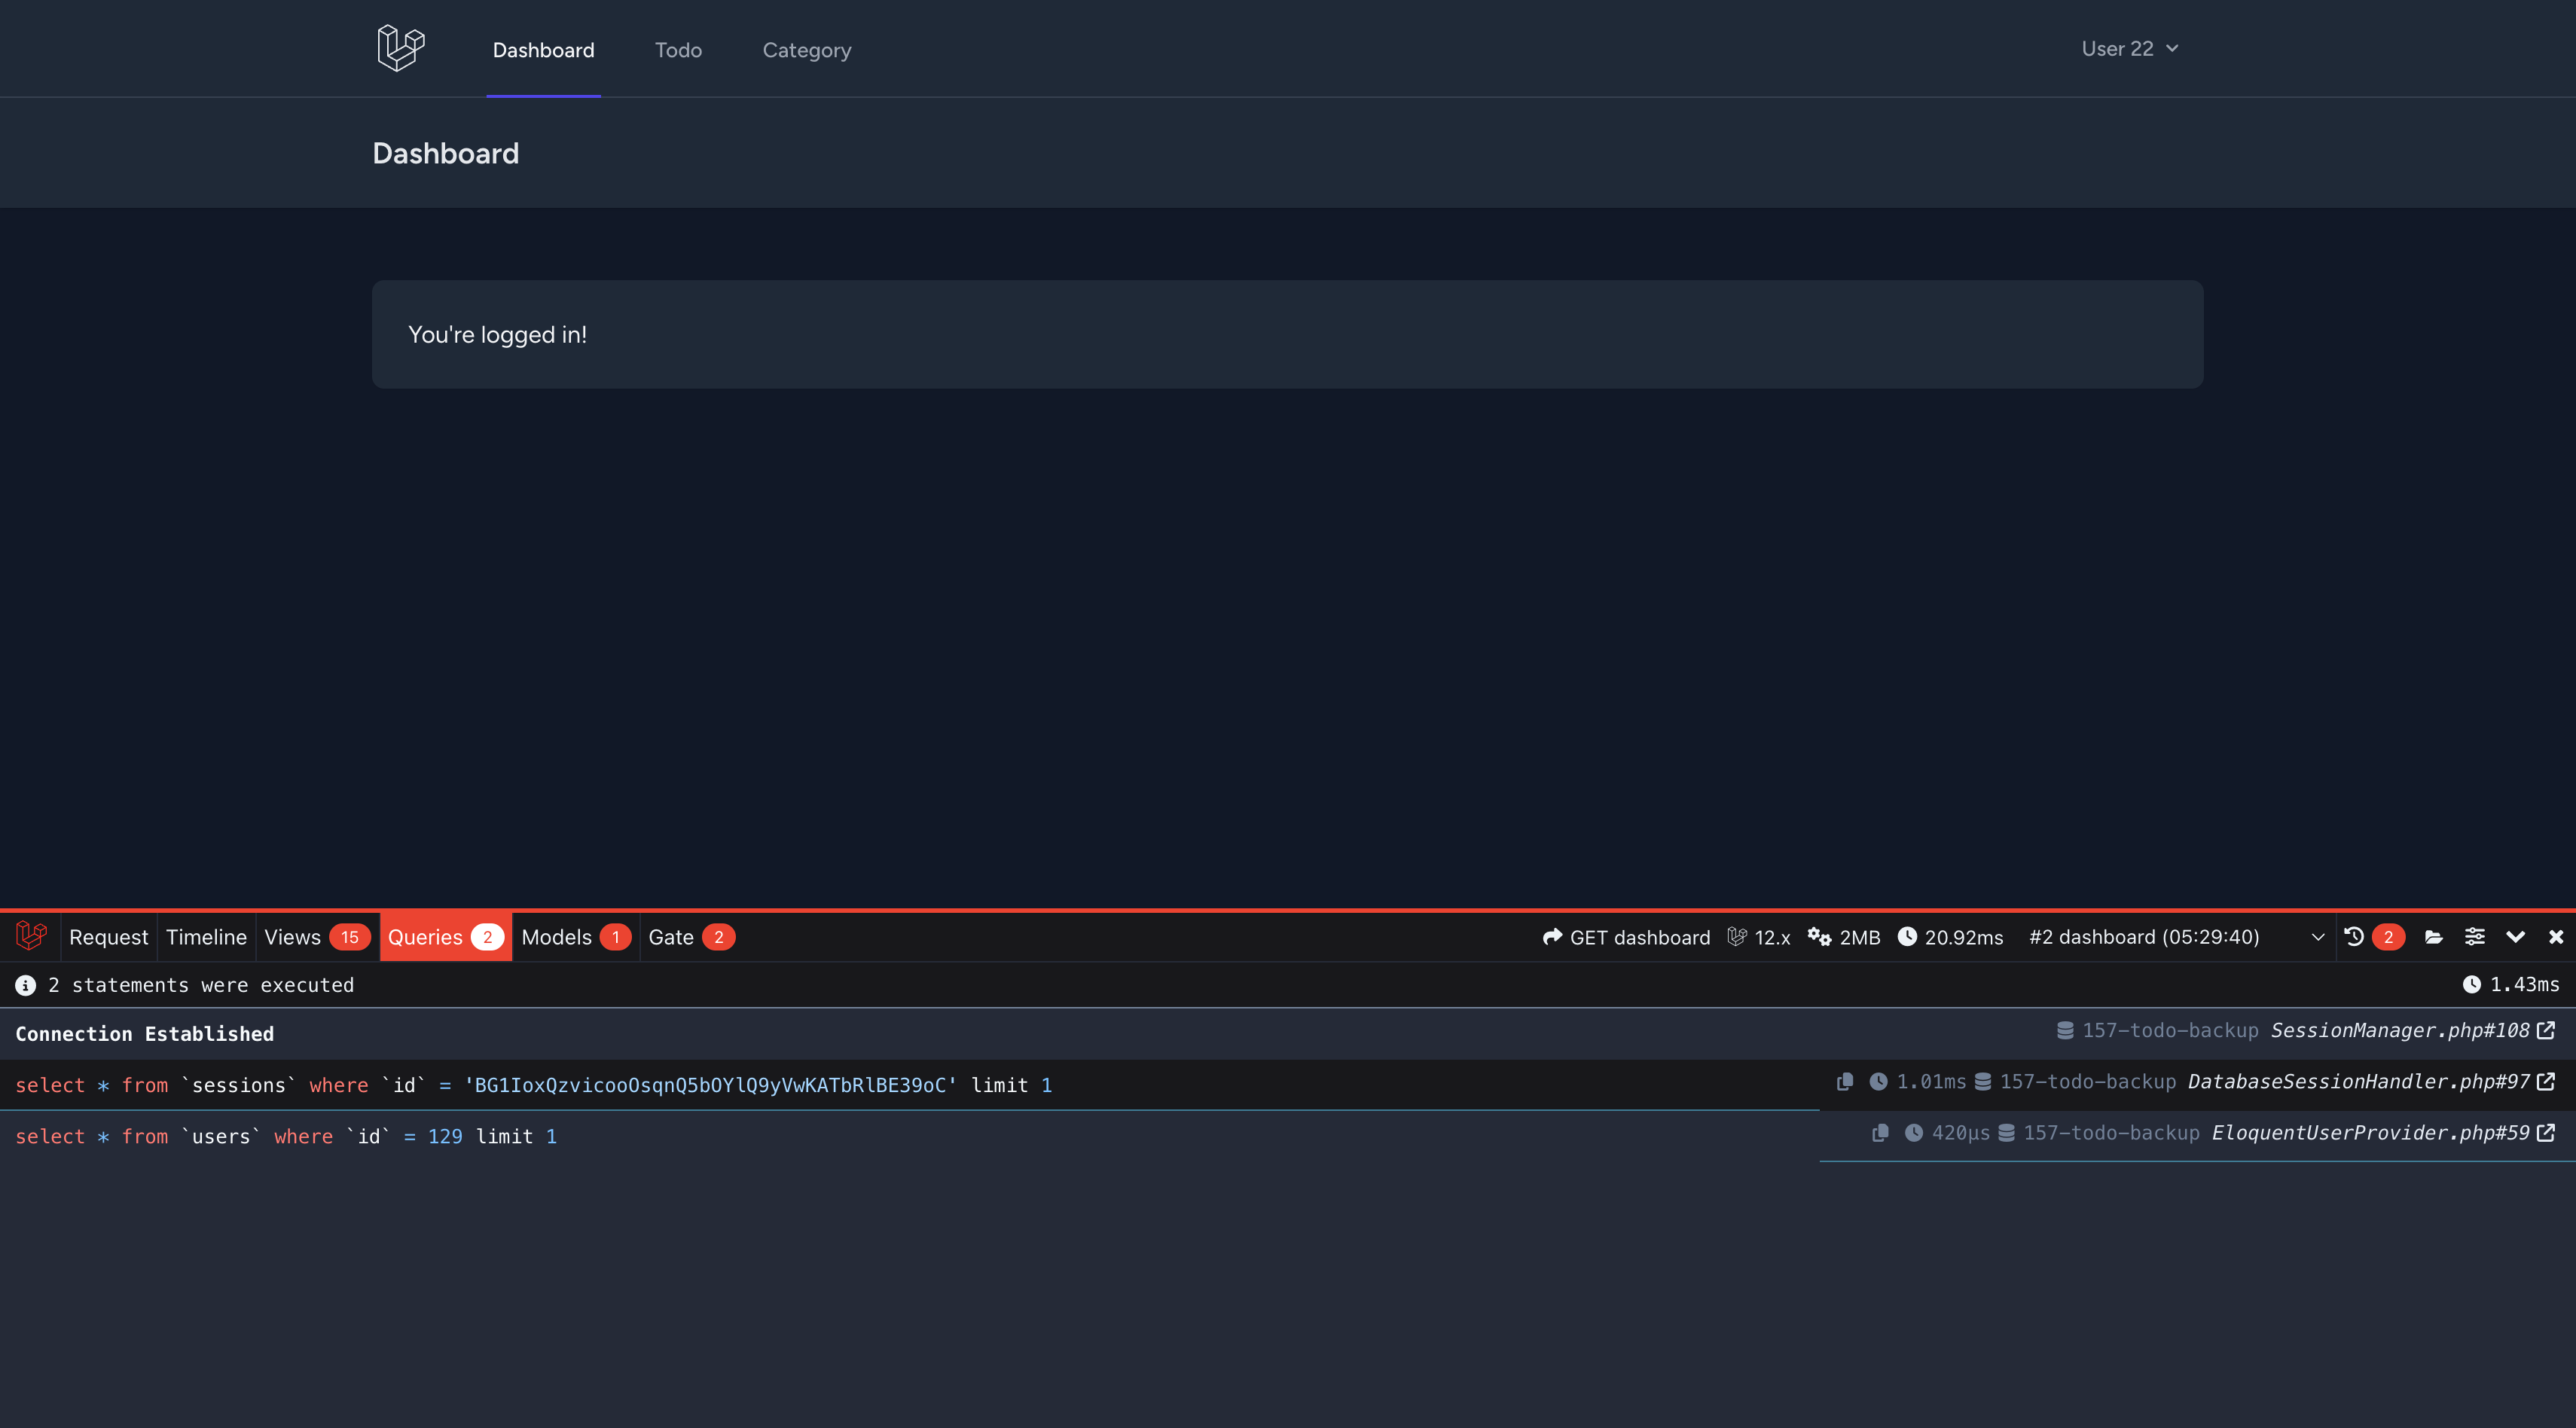 Dashboard Todo Category User 22
Dashboard
You're logged in!
Request Timeline Views 15 Queries 2 Models 1 Gate 2 GET dashboard 12.x 2MB 20.92ms #2 dashboard (05:29:40) 2
2 statements were executed 1.43ms
Connection Established 157-todo-backup SessionManager.php#108
select * from `sessions` where `id` = 'BG1IoxQzvicooOsqnQ5bOYlQ9yVwKATbRlBE39oC' limit 1 1.01ms 157-todo-backup DatabaseSessionHandler.php#97
select * from `users` where `id` = 129 limit 1 420μs 157-todo-backup EloquentUserProvider.php#59